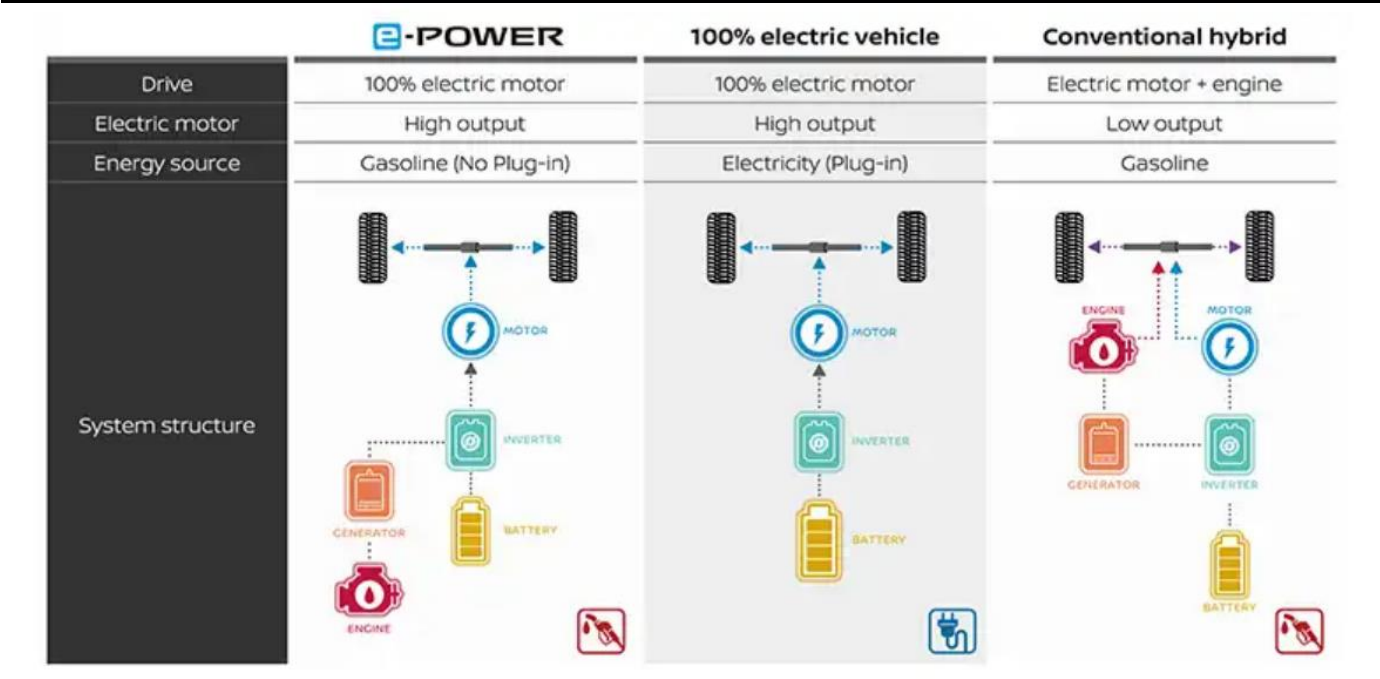 e-POWER 100% electric vehicle Conventional hybrid
Drive 100% electric motor 100% electric motor Electric motor + engine
Electric motor High output High output Low output
Energy source Gasoline (No Plug-in) Electricity (Plug-in) Gasoline
System structure
MOTOR
INVERTER
GENERATOR
BATTERY
ENGINE
MOTOR
INVERTER
BATTERY
ENGINE MOTOR
GENERATOR INVERTER
BATTERY